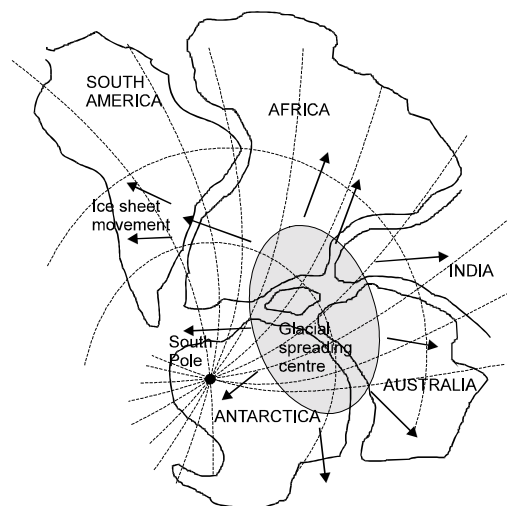 SOUTH
AMERICA
AFRICA
Ice sheet
movement
INDIA
South
Pole
Glacial
spreading
centre
AUSTRALIA
ANTARCTICA